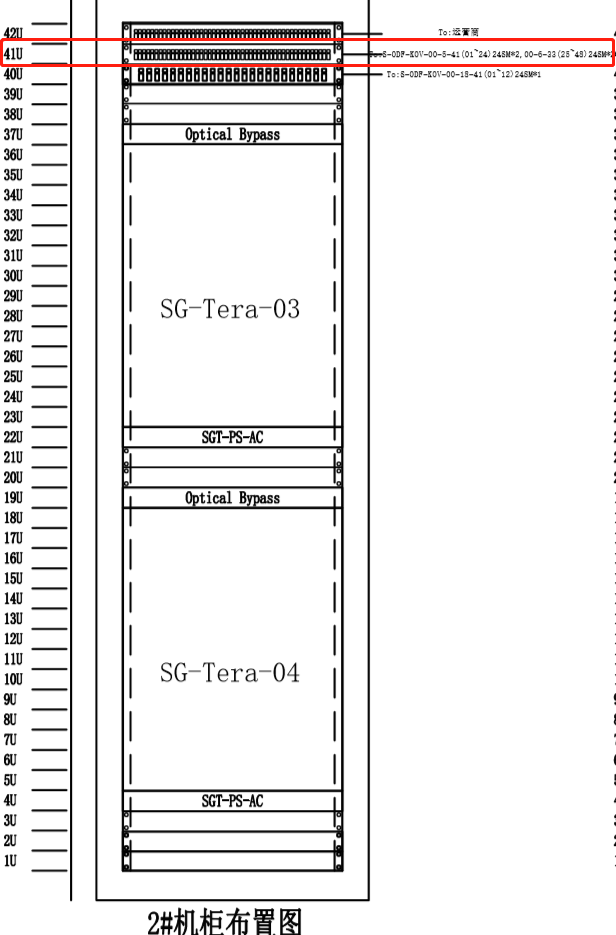 42U To:运营商
41U To:S-ODF-K0V-00-5-41(01~24)24SM*2,00-6-33(25~48)24SM*2
40U To:S-ODF-K0V-00-18-41(01~12)24SM*1
39U
38U
37U Optical Bypass
36U
35U
34U
33U
32U
31U
30U
29U SG-Tera-03
28U
27U
26U
25U
24U
23U
22U SGT-PS-AC
21U
20U
19U Optical Bypass
18U
17U
16U
15U
14U
13U
12U
11U SG-Tera-04
10U
9U
8U
7U
6U
5U
4U SGT-PS-AC
3U
2U
1U
2#机柜布置图